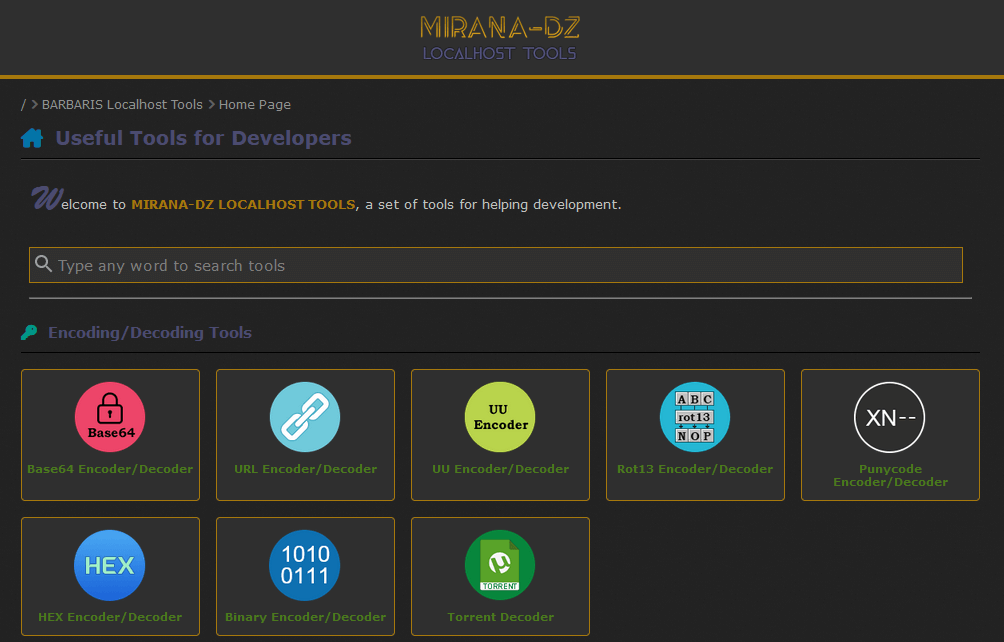 MIRANA-DZ
LOCALHOST TOOLS
/ > BARBARIS Localhost Tools > Home Page
Useful Tools for Developers
Welcome to MIRANA-DZ LOCALHOST TOOLS, a set of tools for helping development.
Type any word to search tools
Encoding/Decoding Tools
Base64
Base64 Encoder/Decoder
URL Encoder/Decoder
UU
Encoder
UU Encoder/Decoder
A B C
rot13
N O P
Rot13 Encoder/Decoder
XN--
Punycode
Encoder/Decoder
HEX
HEX Encoder/Decoder
1010
0111
Binary Encoder/Decoder
TORRENT
Torrent Decoder